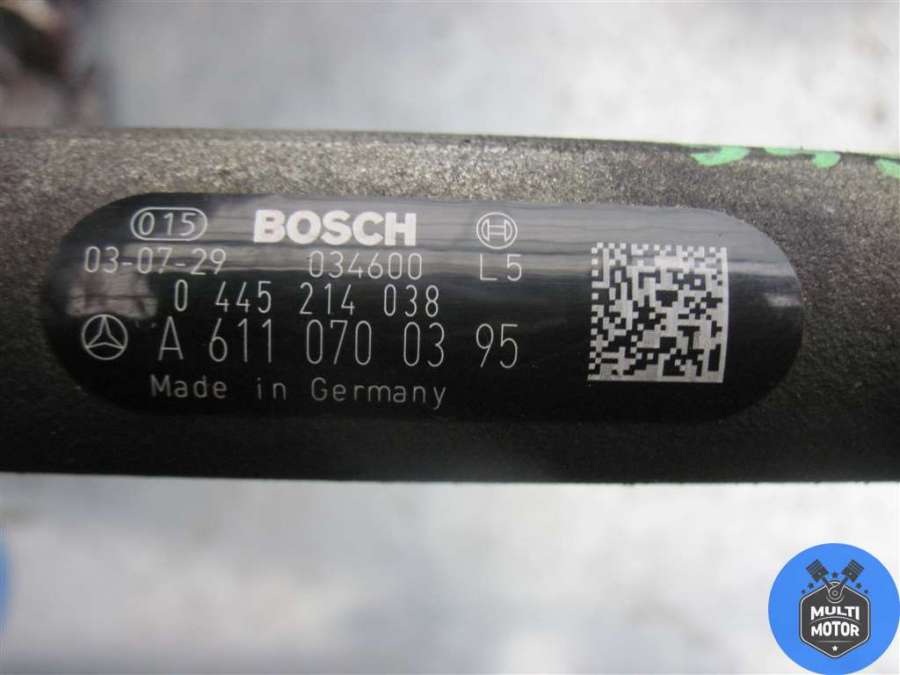 015 BOSCH
03-07-29 034600 L5
0 445 214 038
A 611 070 03 95
Made in Germany
MULTI
MOTOR